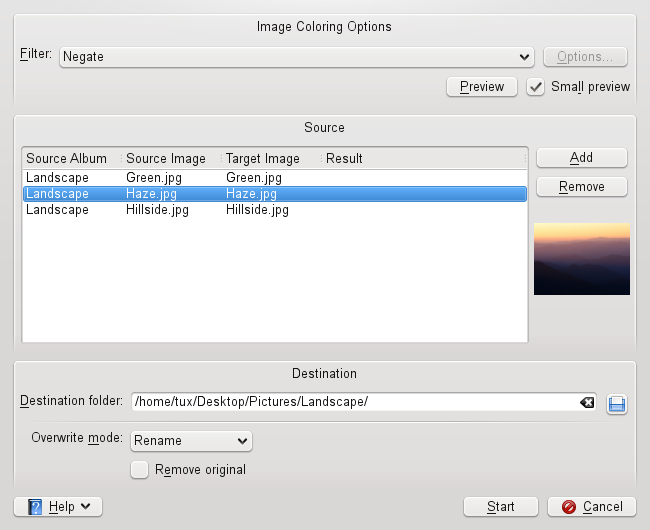 Image Coloring Options
Filter: Negate Options...
Preview Small preview
Source
Source Album Source Image Target Image Result Add
Landscape Green.jpg Green.jpg
Landscape Haze.jpg Haze.jpg Remove
Landscape Hillside.jpg Hillside.jpg
Destination
Destination folder: /home/tux/Desktop/Pictures/Landscape/
Overwrite mode: Rename
Remove original
? Help Start Cancel